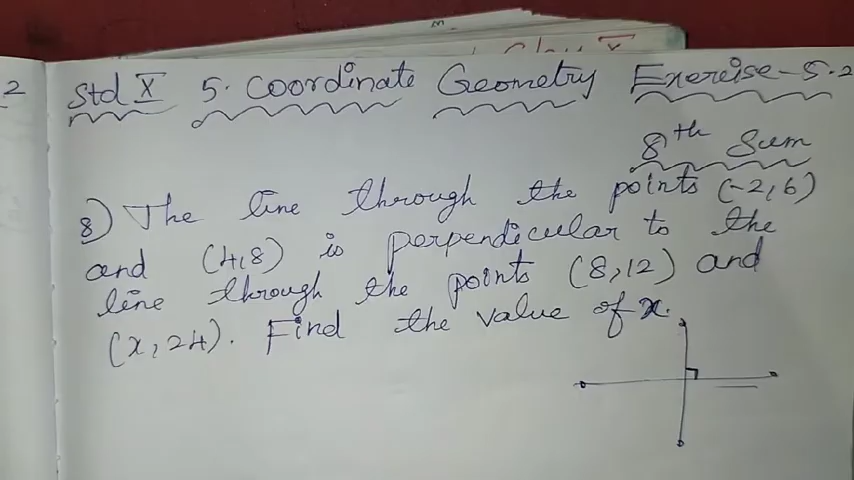 2
Std X 5. Coordinate Geometry Exercise-5.2
8th Sum
8) The line through the points (-2,6)
and (4,8) is perpendicular to the
line through the points (8,12) and
(x,24). Find the value of x.